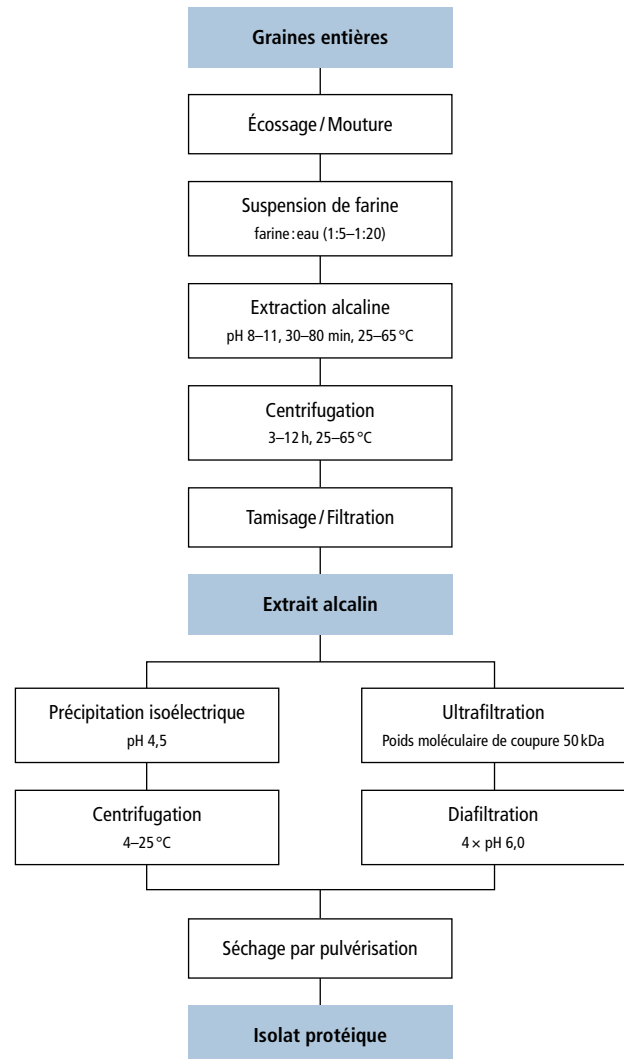 Graines entières
Écossage/Mouture
Suspension de farine
farine:eau (1:5–1:20)
Extraction alcaline
pH 8–11, 30–80 min, 25–65 °C
Centrifugation
3–12 h, 25–65 °C
Tamisage/Filtration
Extrait alcalin
Précipitation isoélectrique
pH 4,5
Centrifugation
4–25 °C
Ultrafiltration
Poids moléculaire de coupure 50 kDa
Diafiltration
4 × pH 6,0
Séchage par pulvérisation
Isolat protéique